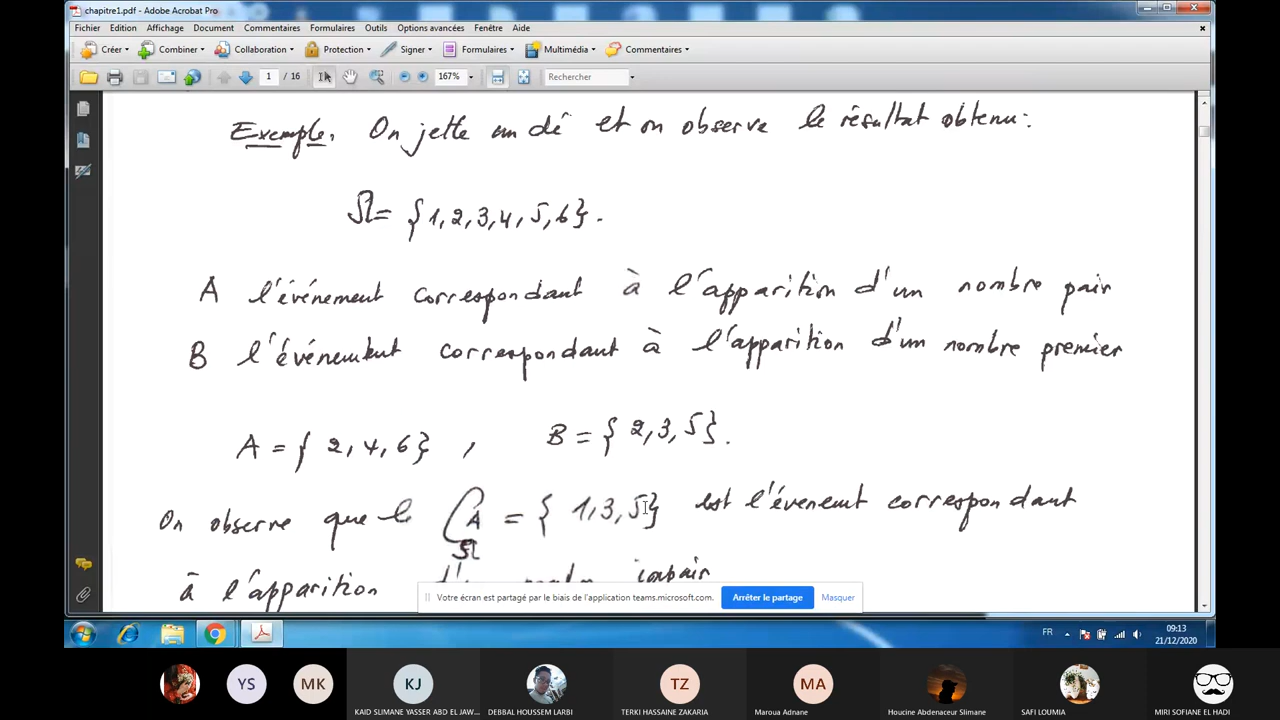 chapitre1.pdf - Adobe Acrobat Pro
Fichier Edition Affichage Document Commentaires Formulaires Outils Options avancées Fenêtre Aide
Créer Combiner Collaboration Protection Signer Formulaires Multimédia Commentaires
1 / 16 167% Rechercher
Exemple. On jette un dé et on observe le résultat obtenu:
Ω = {1,2,3,4,5,6}.
A l'événement correspondant à l'apparition d'un nombre pair
B l'événement correspondant à l'apparition d'un nombre premier
A = { 2,4,6} , B = { 2,3,5}.
On observe que le ∁A = { 1,3,5} est l'évenement correspondant
Ω
à l'apparition d'un impair
Votre écran est partagé par le biais de l'application teams.microsoft.com. Arrêter le partage Masquer
FR 09:13
21/12/2020
YS MK KJ TZ MA
KAID SLIMANE YASSER ABD EL JAW... DEBBAL HOUSSEM LARBI TERKI HASSAINE ZAKARIA Maroua Adnane Houcine Abdenaceur Slimane SAFI LOUMIA MIRI SOFIANE EL HADI